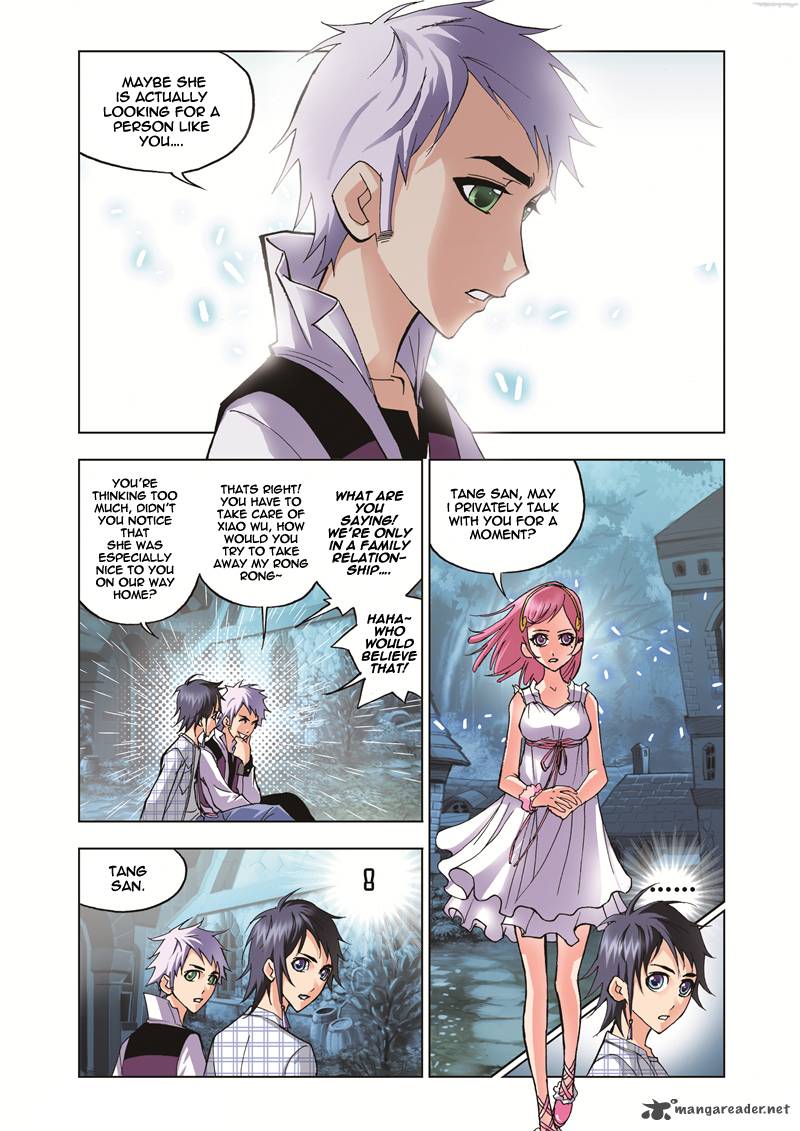 MAYBE SHE
IS ACTUALLY
LOOKING FOR A
PERSON LIKE
YOU....
YOU'RE
THINKING TOO
MUCH, DIDN'T
YOU NOTICE
THAT
SHE WAS
ESPECIALLY
NICE TO YOU
ON OUR WAY
HOME?
THATS RIGHT!
YOU HAVE TO
TAKE CARE OF
XIAO WU, HOW
WOULD YOU
TRY TO TAKE
AWAY MY RONG
RONG~
WHAT ARE
YOU
SAYING!
WE'RE ONLY
IN A FAMILY
RELATION-
SHIP....
HAHA~
WHO
WOULD
BELIEVE
THAT!
TANG
SAN.
8
TANG SAN, MAY
I PRIVATELY TALK
WITH YOU FOR A
MOMENT?
......
mangareader.net